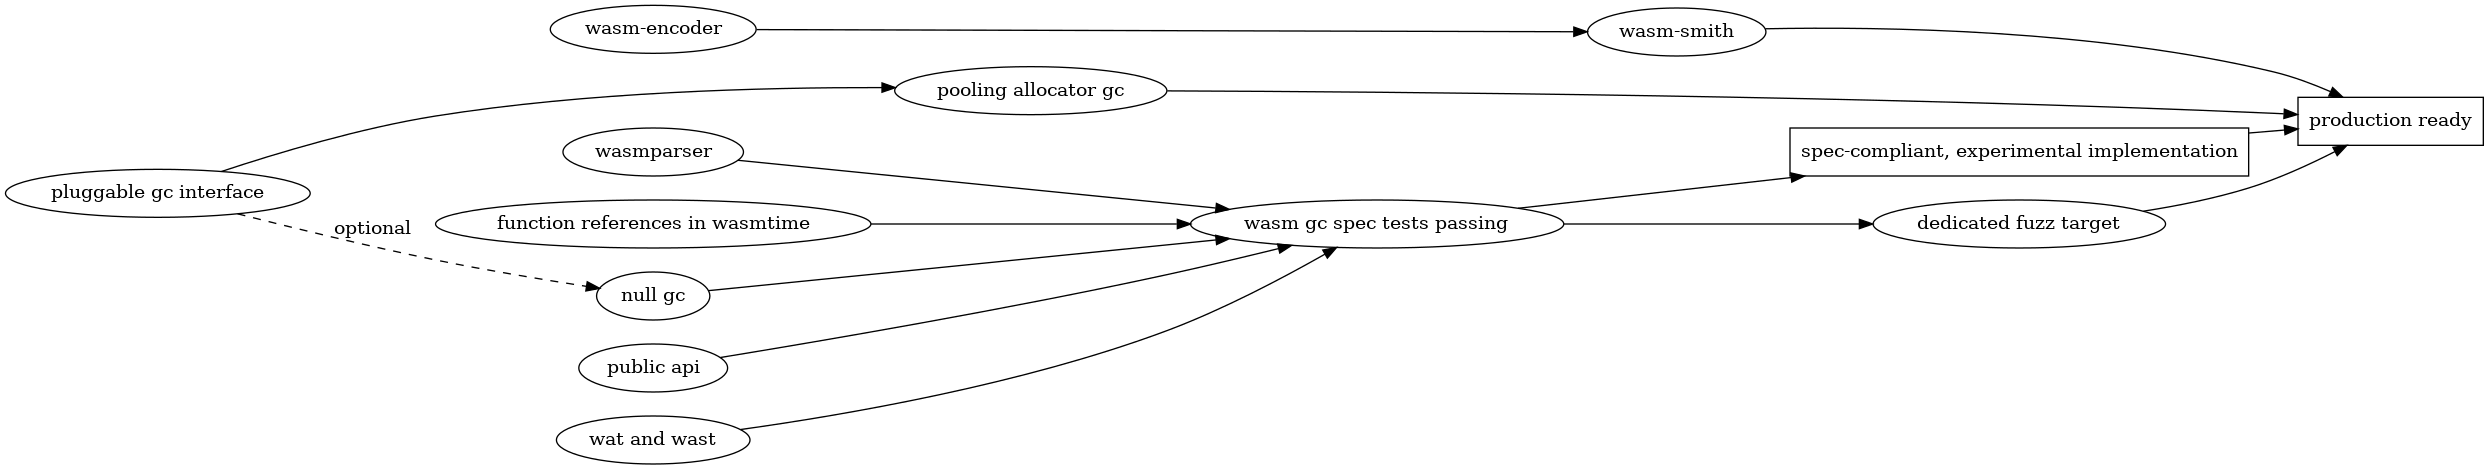 wasm-encoder
wasm-smith
pooling allocator gc
production ready
wasmparser
spec-compliant, experimental implementation
pluggable gc interface
optional
function references in wasmtime
wasm gc spec tests passing
dedicated fuzz target
null gc
public api
wat and wast